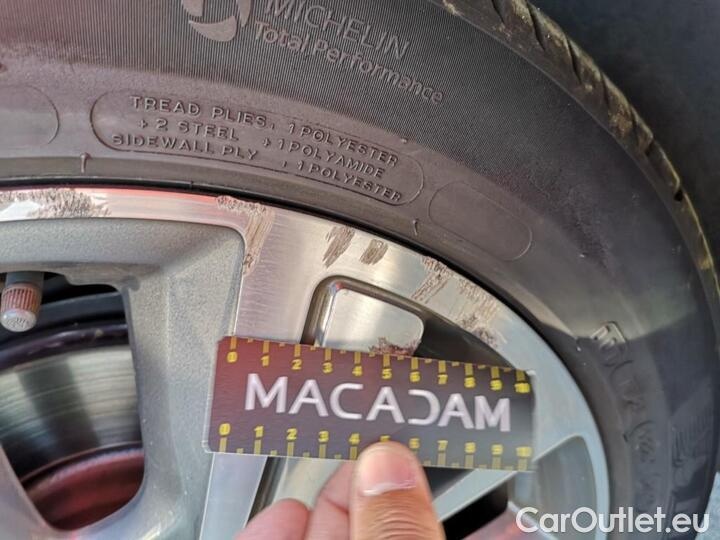 MICHELIN
Total Performance
TREAD PLIES: 1 POLYESTER
+ 2 STEEL + 1 POLYAMIDE
SIDEWALL PLY : 1 POLYESTER
0 1 2 3 4 5 6 7 8 9 10
MACADAM
0 1 2 3 4 5 6 7 8 9 10
CarOutlet.eu